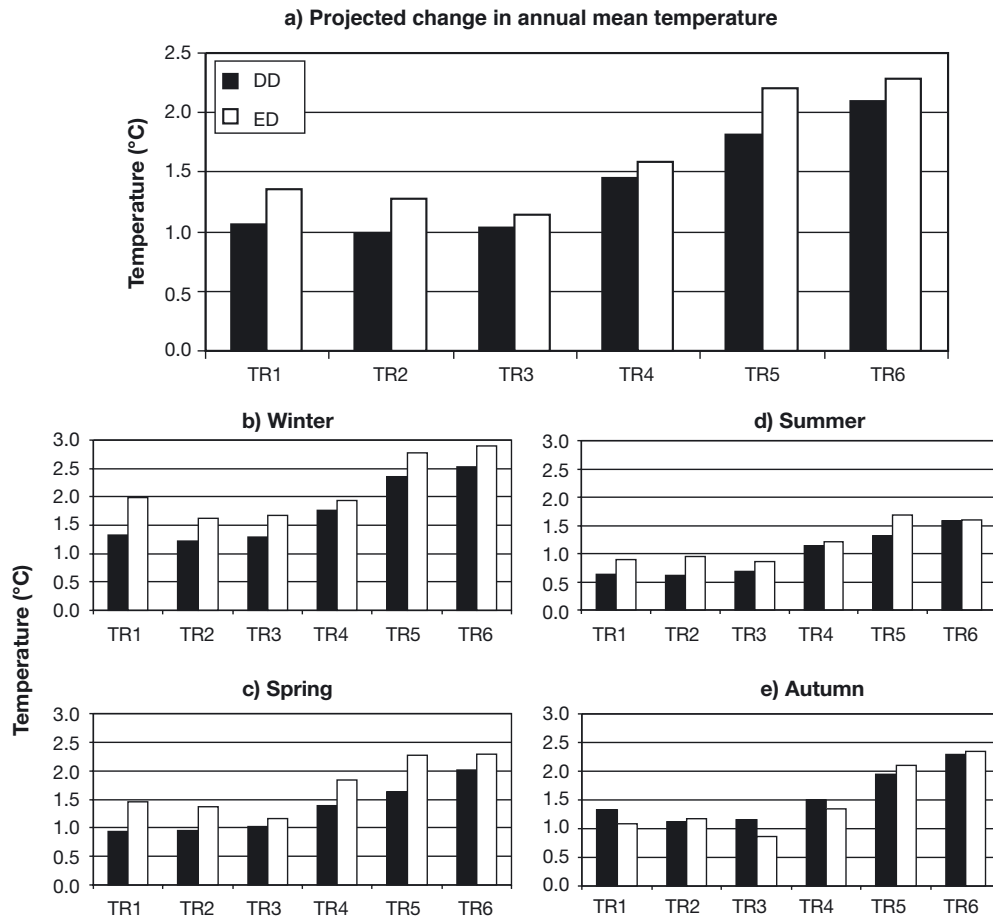 a) Projected change in annual mean temperature
2.5
2.0
1.5
1.0
0.5
0.0
Temperature (°C)
DD
ED
TR1 TR2 TR3 TR4 TR5 TR6
b) Winter
3.0
2.5
2.0
1.5
1.0
0.5
0.0
TR1 TR2 TR3 TR4 TR5 TR6
d) Summer
3.0
2.5
2.0
1.5
1.0
0.5
0.0
TR1 TR2 TR3 TR4 TR5 TR6
Temperature (°C)
c) Spring
3.0
2.5
2.0
1.5
1.0
0.5
0.0
TR1 TR2 TR3 TR4 TR5 TR6
e) Autumn
3.0
2.5
2.0
1.5
1.0
0.5
0.0
TR1 TR2 TR3 TR4 TR5 TR6